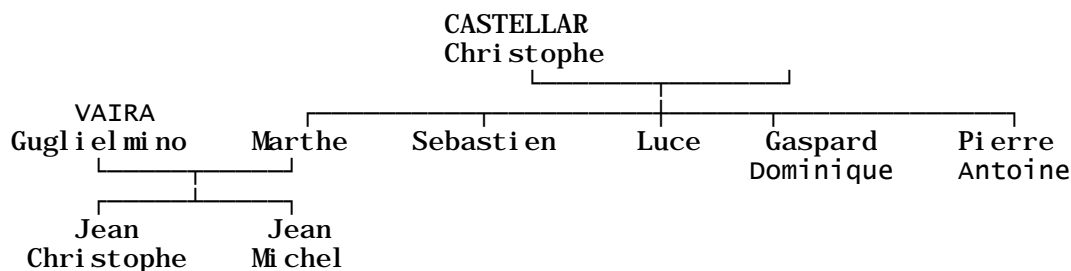 CASTELLAR
Christophe
VAIRA
Guglielmino Marthe Sebastien Luce Gaspard Pierre
Dominique Antoine
Jean Jean
Christophe Michel